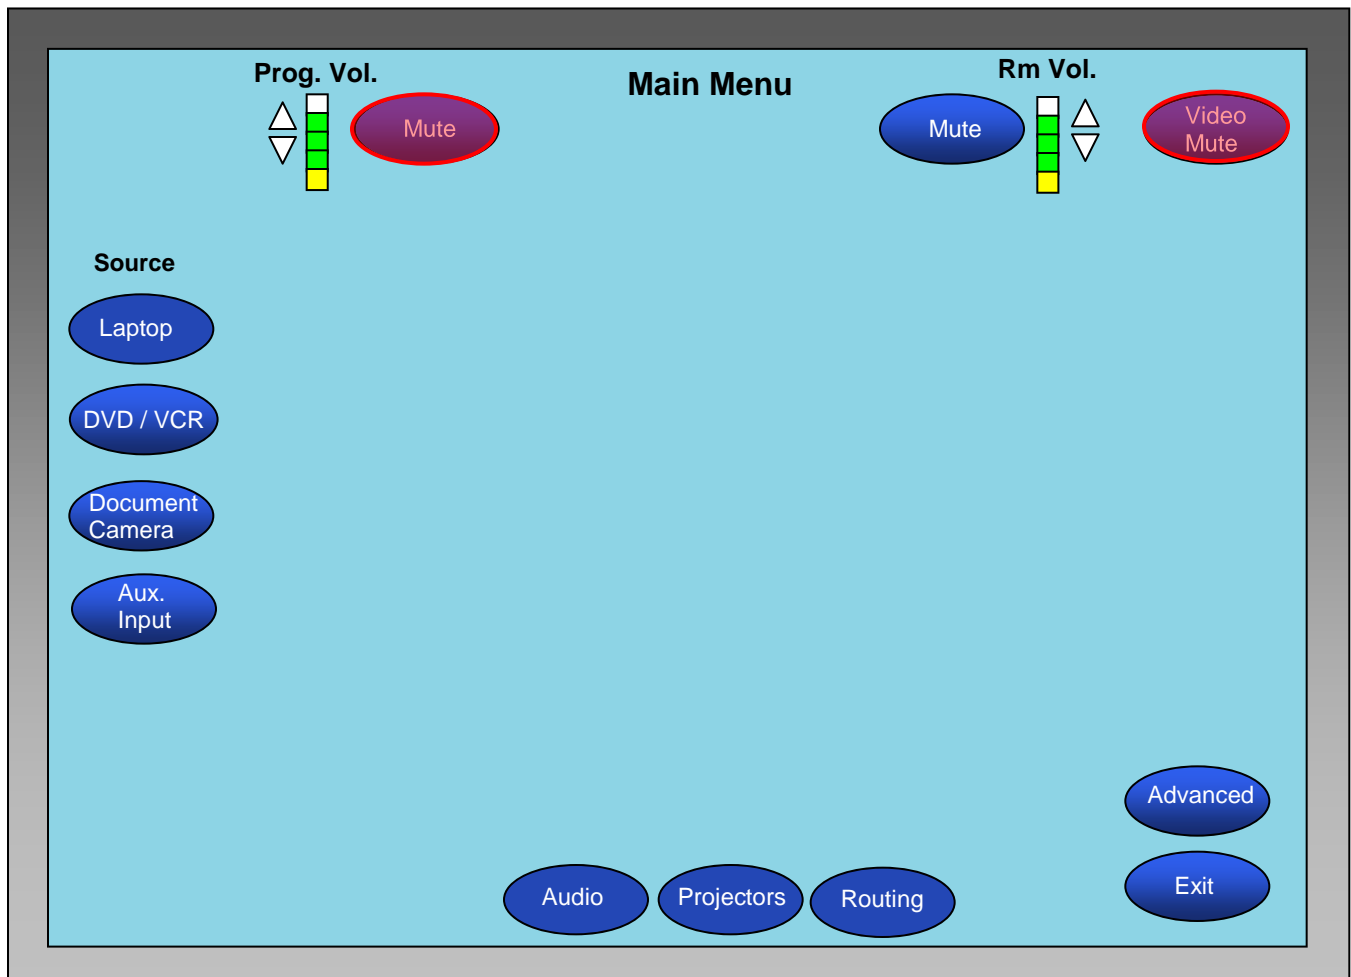 Prog. Vol.
Main Menu
Rm Vol.
Mute
Mute
Video
Mute
Source
Laptop
DVD / VCR
Document
Camera
Aux.
Input
Advanced
Exit
Audio
Projectors
Routing